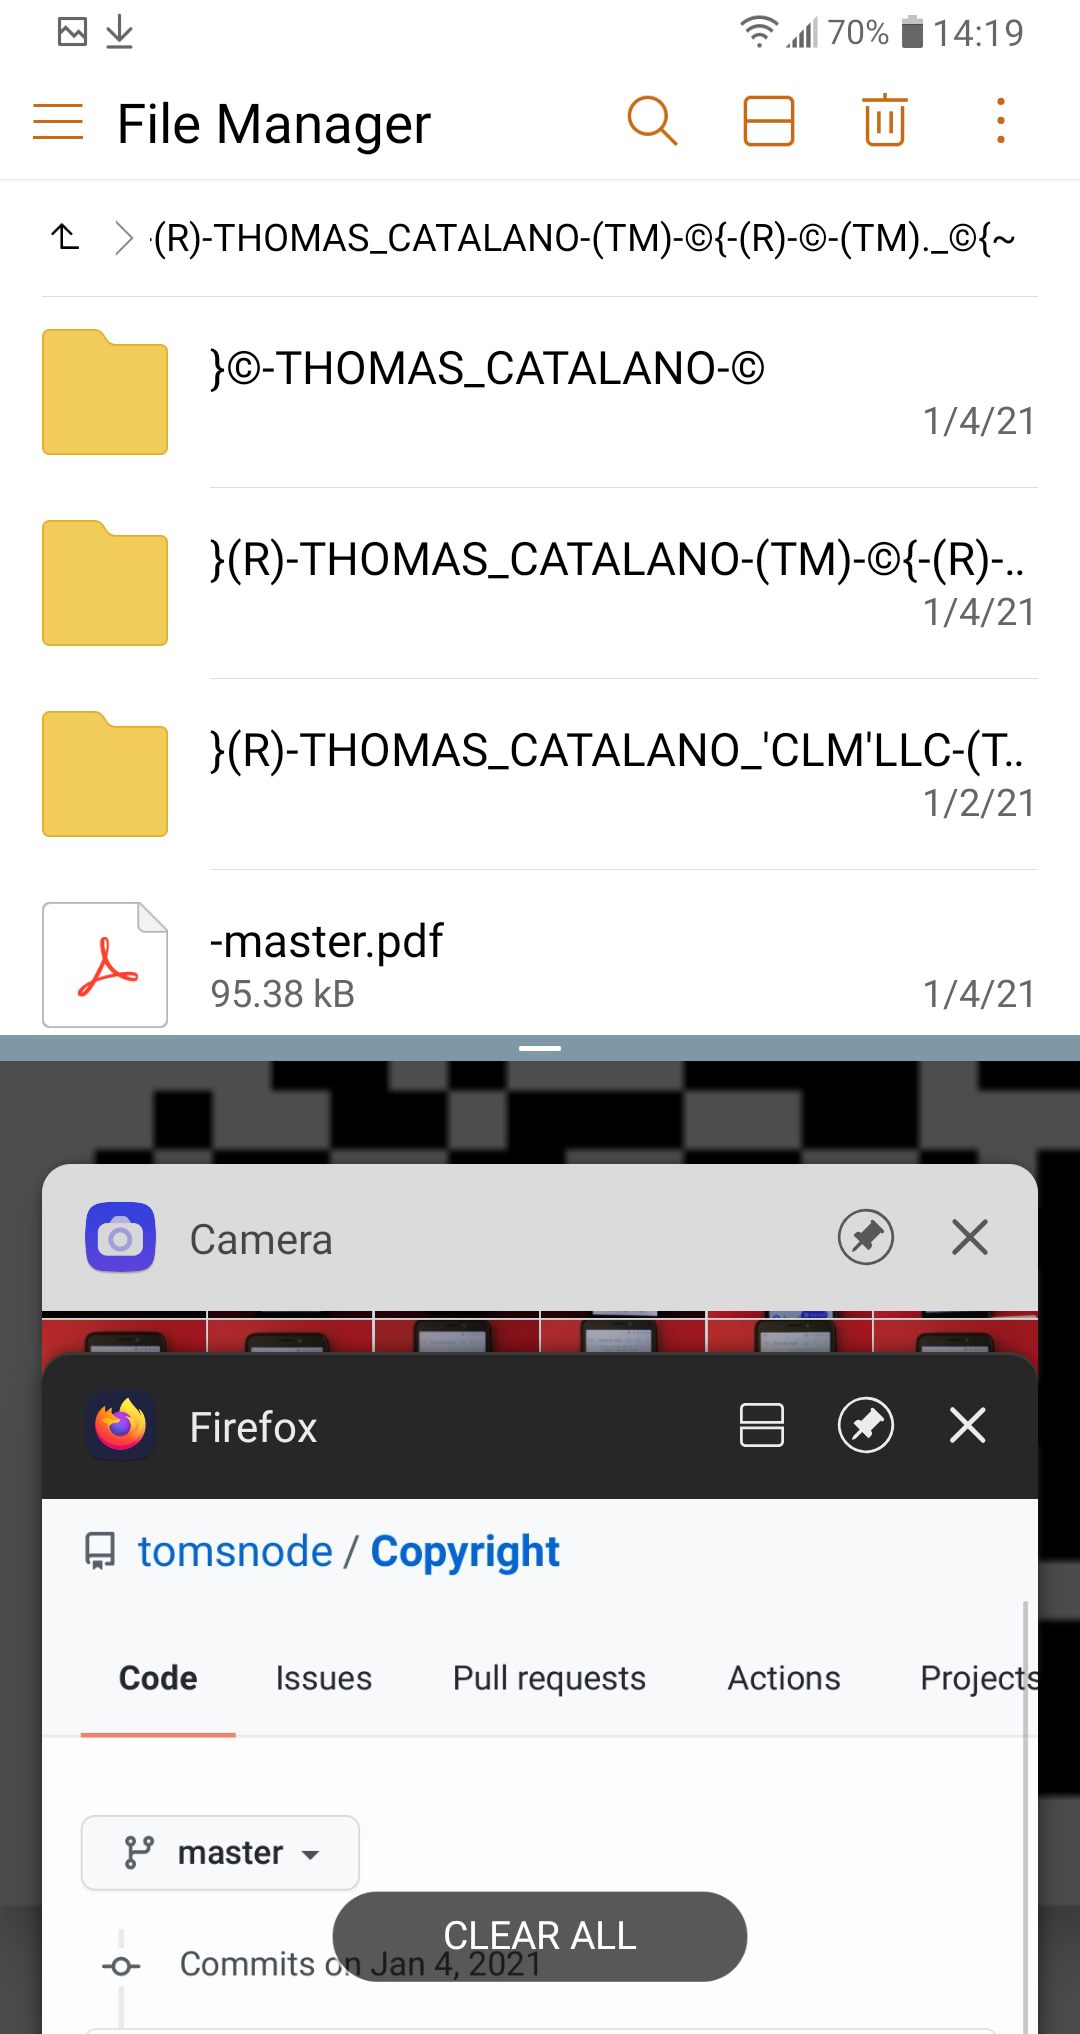 70% 14:19
File Manager
(R)-THOMAS_CATALANO-(TM)-©{-(R)-©-(TM)._©{~
}©-THOMAS_CATALANO-©
1/4/21
}(R)-THOMAS_CATALANO-(TM)-©{-(R)-..
1/4/21
}(R)-THOMAS_CATALANO_'CLM'LLC-(T..
1/2/21
-master.pdf
95.38 kB 1/4/21
Camera
Firefox
tomsnode / Copyright
Code Issues Pull requests Actions Projects
master
CLEAR ALL
Commits on Jan 4, 2021